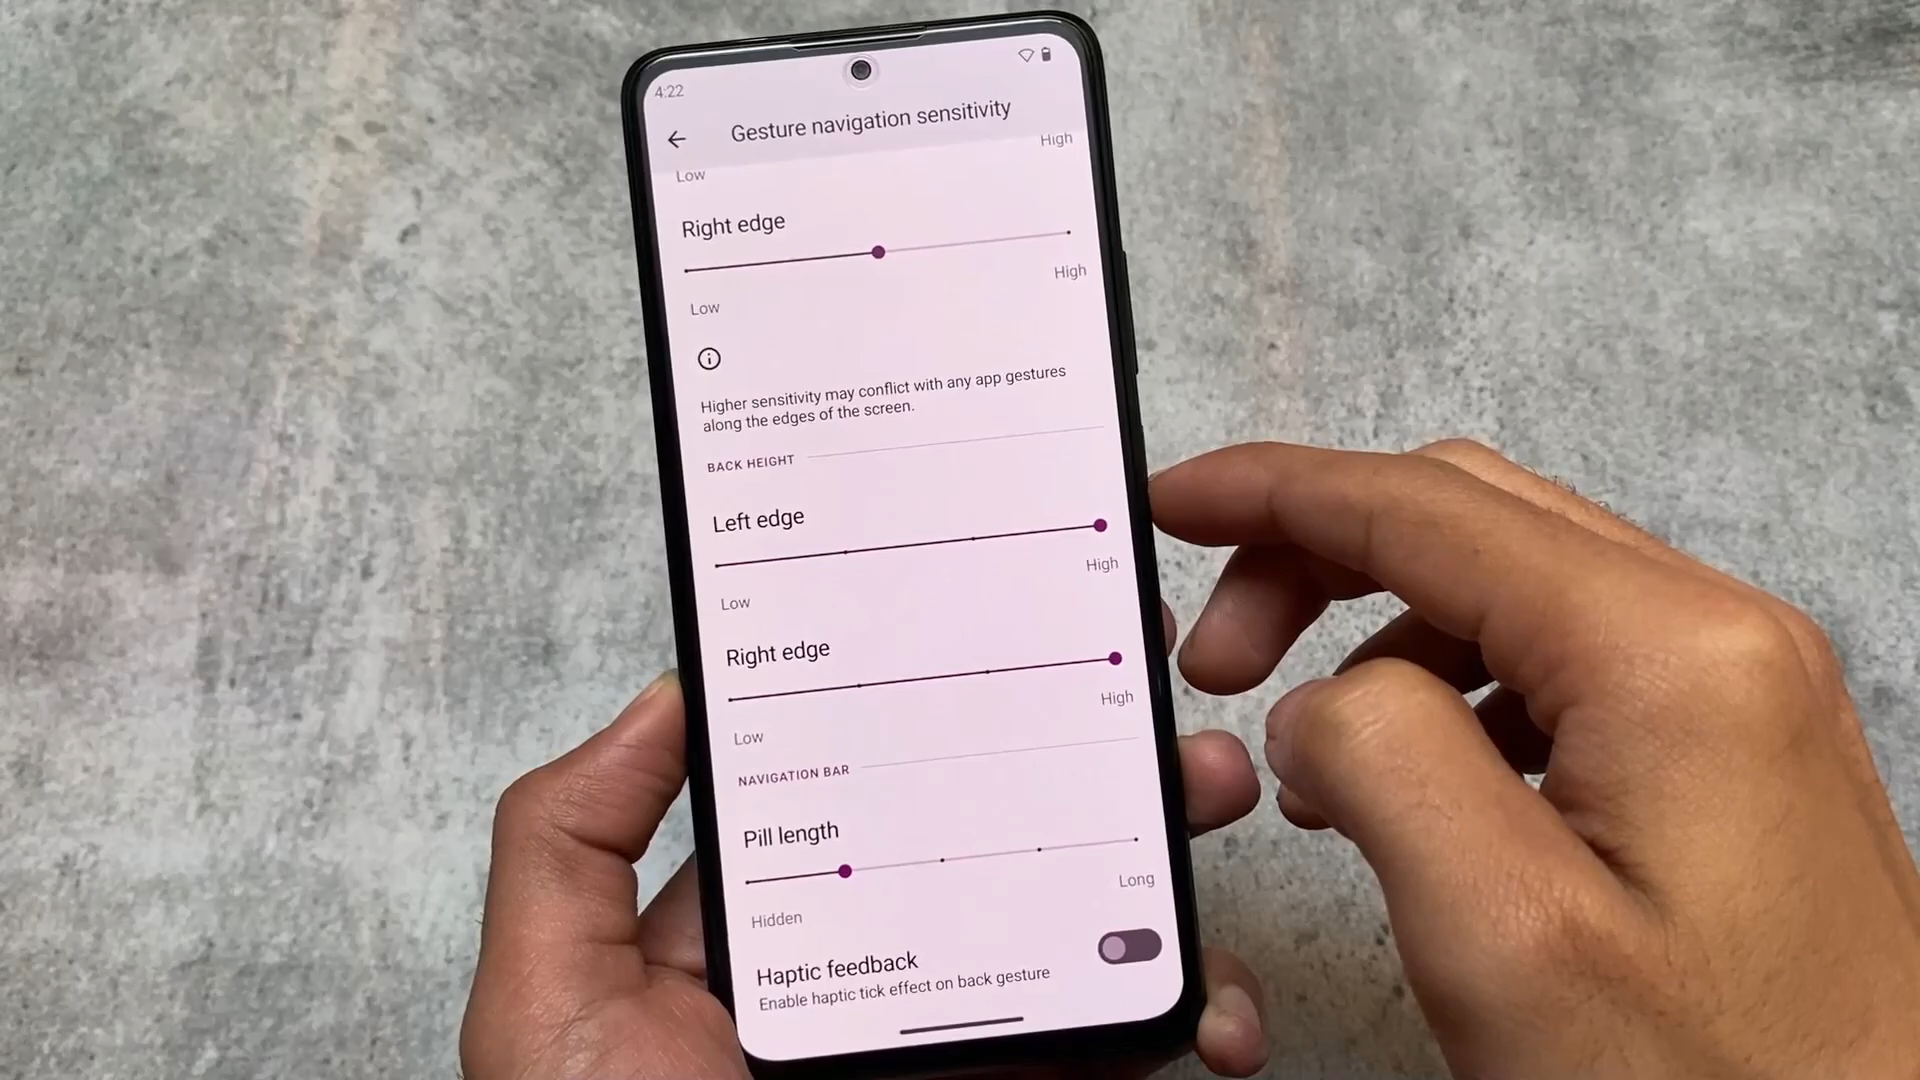 4:22
Gesture navigation sensitivity
Low
High
Right edge
Low
High
Higher sensitivity may conflict with any app gestures
along the edges of the screen.
BACK HEIGHT
Left edge
Low
High
Right edge
Low
High
NAVIGATION BAR
Pill length
Hidden
Long
Haptic feedback
Enable haptic tick effect on back gesture